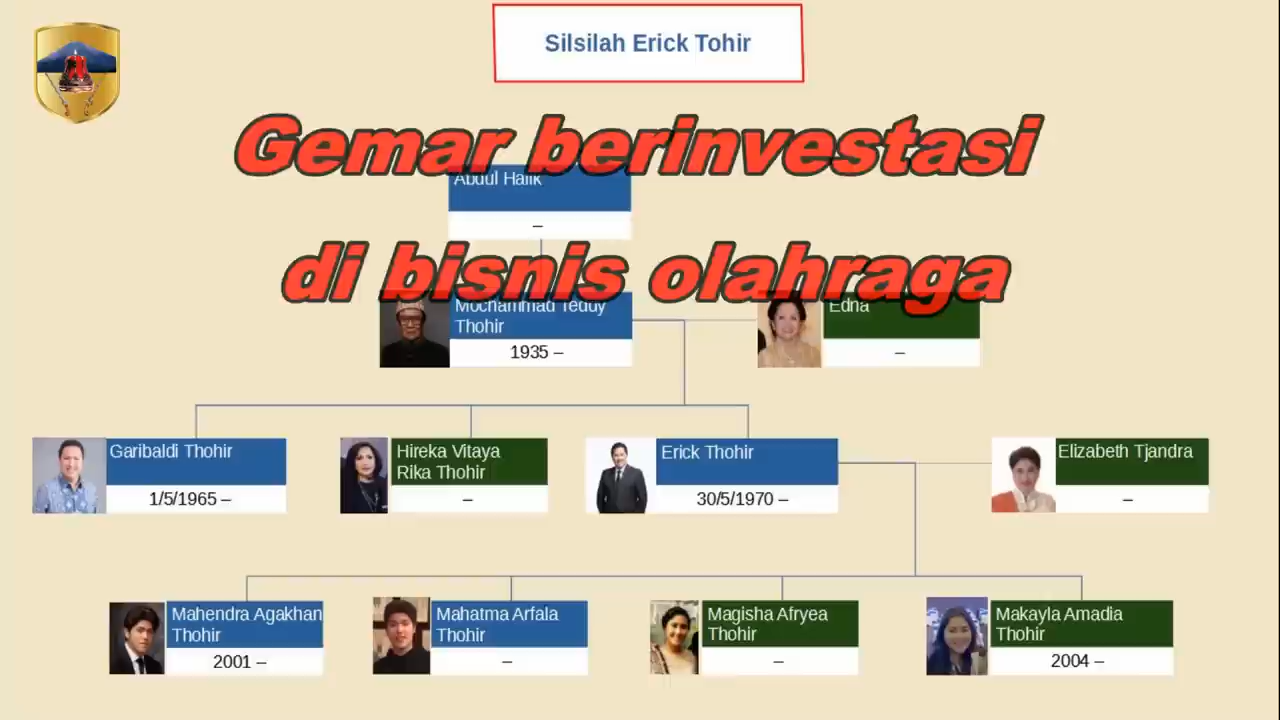 Silsilah Erick Tohir
Gemar berinvestasi
Abdul Halik
–
di bisnis olahraga
Mochammad Teddy
Thohir
1935 –
Edna
–
Garibaldi Thohir
1/5/1965 –
Hireka Vitaya
Rika Thohir
–
Erick Thohir
30/5/1970 –
Elizabeth Tjandra
–
Mahendra Agakhan
Thohir
2001 –
Mahatma Arfala
Thohir
–
Magisha Afryea
Thohir
–
Makayla Amadia
Thohir
2004 –